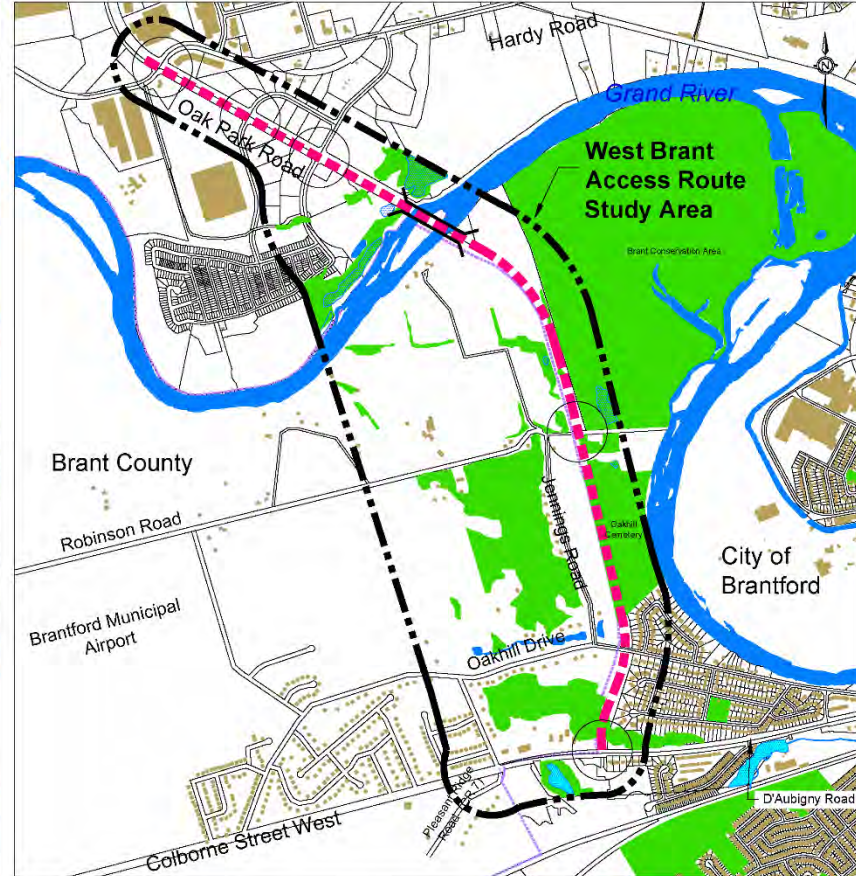 Hardy Road
N
Grand River
Oak Park Road
West Brant
Access Route
Study Area
Brant Conservation Area
Brant County
Robinson Road
Jennings Road
Oakhill
Cemetery
City of
Brantford
Brantford Municipal
Airport
Oakhill Drive
Pleasant Ridge
Road
D'Aubigny Road
Colborne Street West